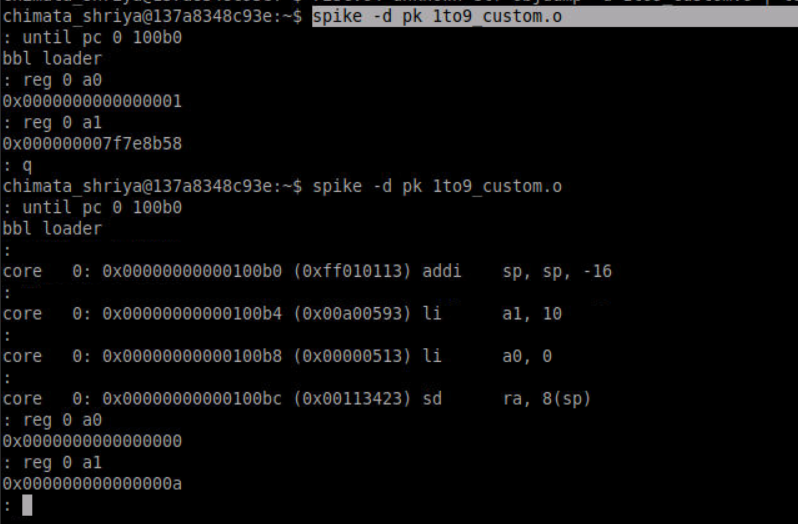 chimata_shriya@137a8348c93e:~$ spike -d pk 1to9_custom.o
: until pc 0 100b0
bbl loader
: reg 0 a0
0x0000000000000001
: reg 0 a1
0x000000007f7e8b58
: q
chimata_shriya@137a8348c93e:~$ spike -d pk 1to9_custom.o
: until pc 0 100b0
bbl loader
:
core   0: 0x00000000000100b0 (0xff010113) addi    sp, sp, -16
:
core   0: 0x00000000000100b4 (0x00a00593) li      a1, 10
:
core   0: 0x00000000000100b8 (0x00000513) li      a0, 0
:
core   0: 0x00000000000100bc (0x00113423) sd      ra, 8(sp)
: reg 0 a0
0x0000000000000000
: reg 0 a1
0x000000000000000a
: